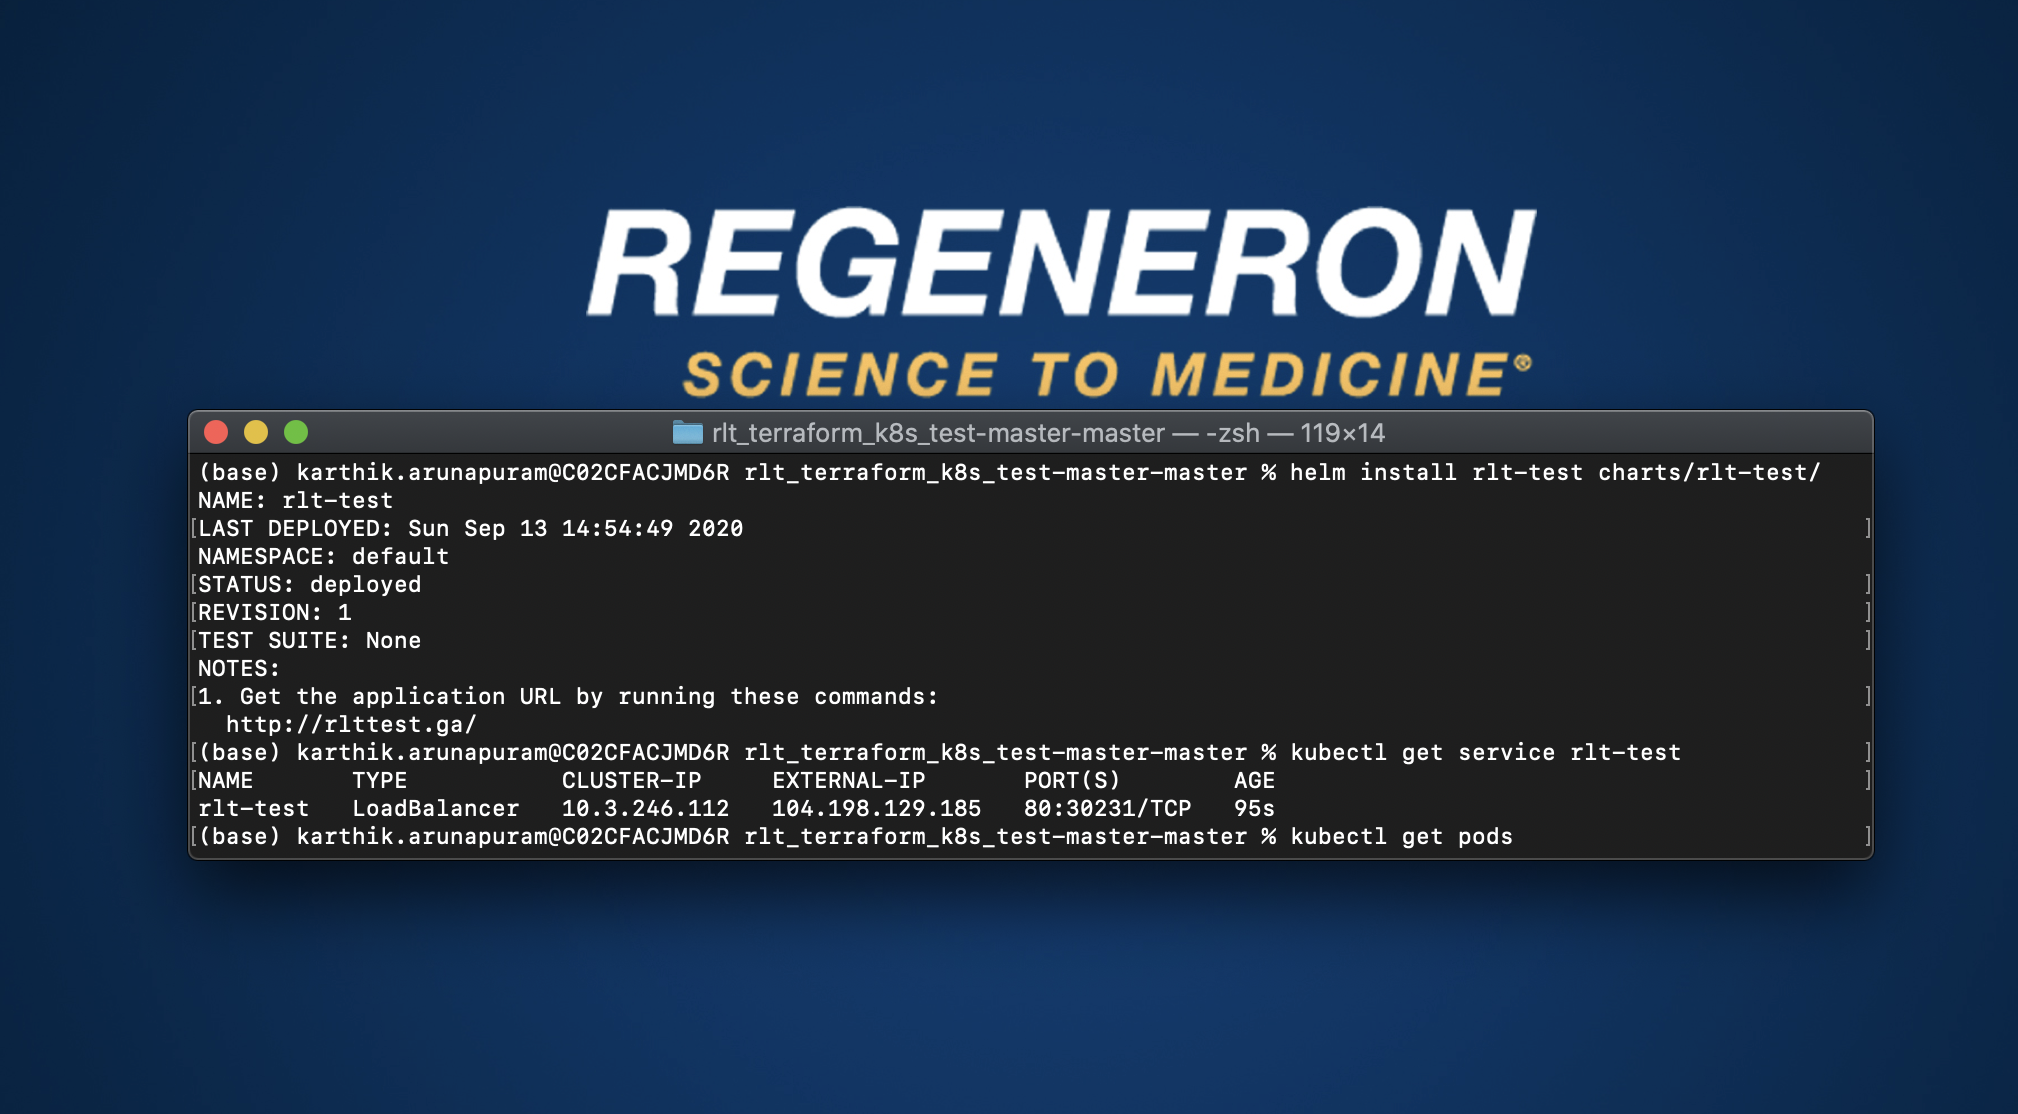 REGENERON
SCIENCE TO MEDICINE®
rlt_terraform_k8s_test-master-master — -zsh — 119×14
(base) karthik.arunapuram@C02CFACJMD6R rlt_terraform_k8s_test-master-master % helm install rlt-test charts/rlt-test/
NAME: rlt-test
[LAST DEPLOYED: Sun Sep 13 14:54:49 2020 ]
NAMESPACE: default
[STATUS: deployed ]
[REVISION: 1 ]
[TEST SUITE: None ]
NOTES:
[1. Get the application URL by running these commands: ]
http://rlttest.ga/
[(base) karthik.arunapuram@C02CFACJMD6R rlt_terraform_k8s_test-master-master % kubectl get service rlt-test ]
[NAME TYPE CLUSTER-IP EXTERNAL-IP PORT(S) AGE ]
rlt-test LoadBalancer 10.3.246.112 104.198.129.185 80:30231/TCP 95s
[(base) karthik.arunapuram@C02CFACJMD6R rlt_terraform_k8s_test-master-master % kubectl get pods ]